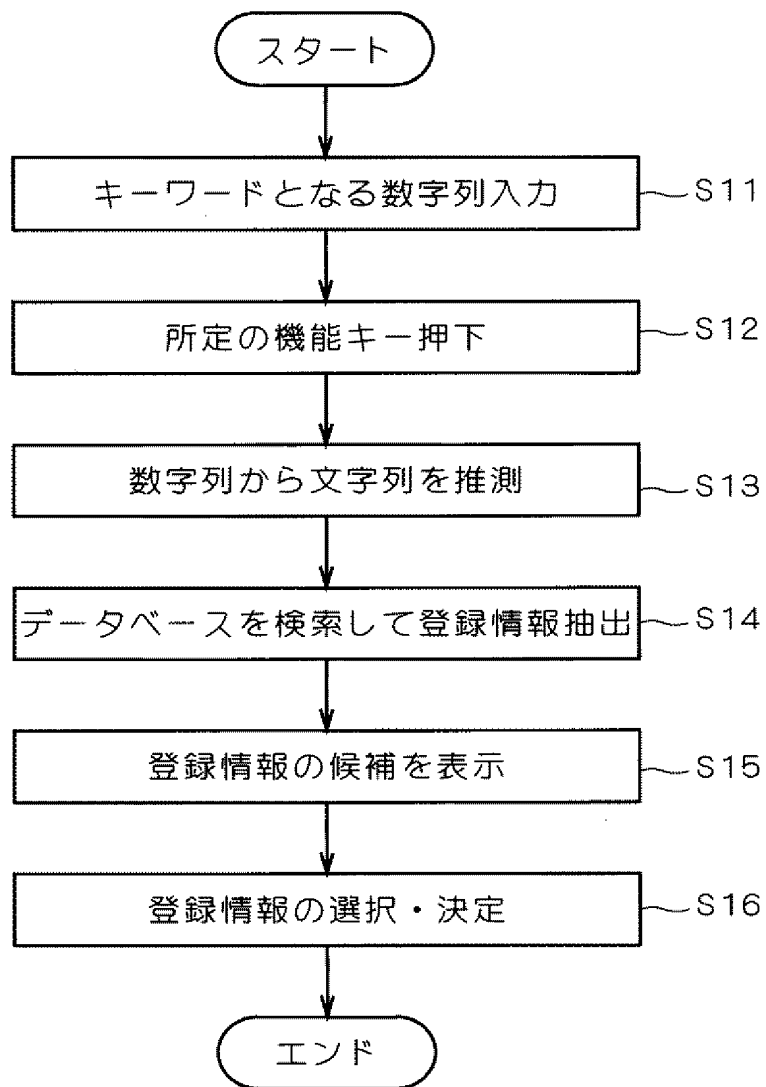 スタート
キーワードとなる数字列入力 S11
所定の機能キー押下 S12
数字列から文字列を推測 S13
データベースを検索して登録情報抽出 S14
登録情報の候補を表示 S15
登録情報の選択・決定 S16
エンド